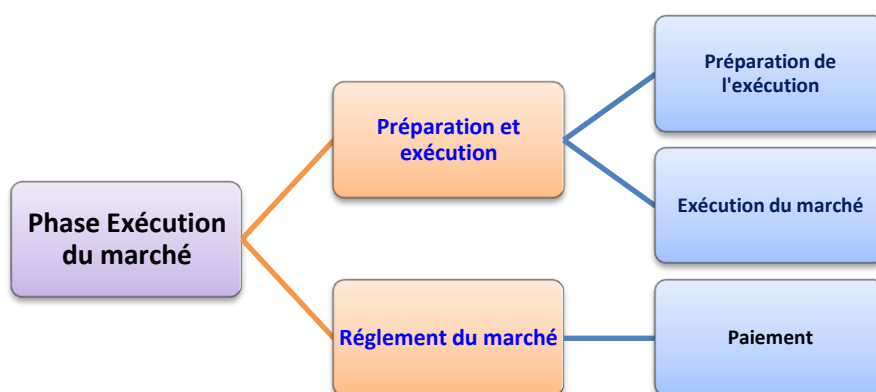 Phase Exécution
du marché
Préparation et
exécution
Préparation de
l'exécution
Exécution du marché
Réglement du marché
Paiement